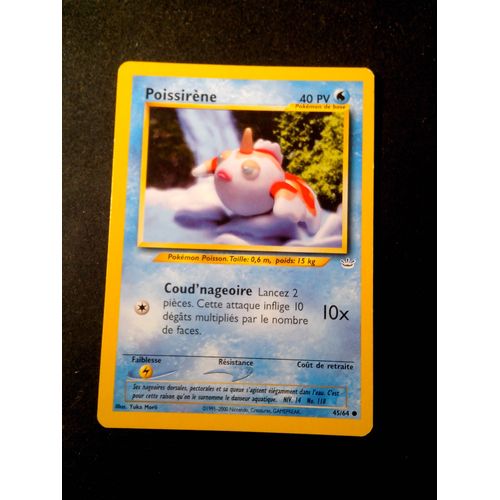 Poissirène
40 PV
Pokémon de base
Pokémon Poisson. Taille: 0,6 m, poids: 15 kg
Coud'nageoire Lancez 2
pièces. Cette attaque inflige 10
dégâts multipliés par le nombre
de faces.
10x
Faiblesse
Résistance
Coût de retraite
Ses nageoires dorsales, pectorales et sa queue s'agitent élégamment dans l'eau. C'est
pour cette raison qu'on le surnomme le danseur aquatique. NIV. 14 No. 118
Illus. Yuka Morii
©1995-2000 Nintendo, Creatures, GAMEFREAK.
45/64